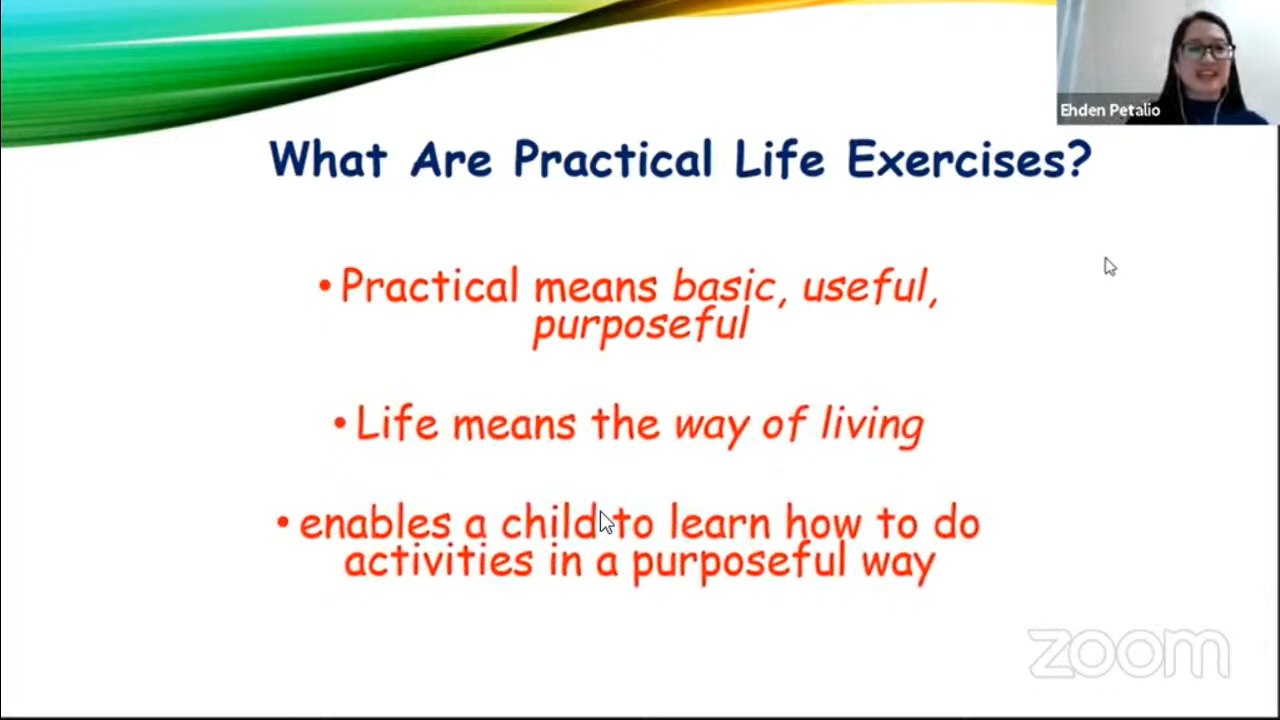 Ehden Petalio
What Are Practical Life Exercises?
• Practical means basic, useful,
purposeful
• Life means the way of living
• enables a child to learn how to do
activities in a purposeful way
zoom